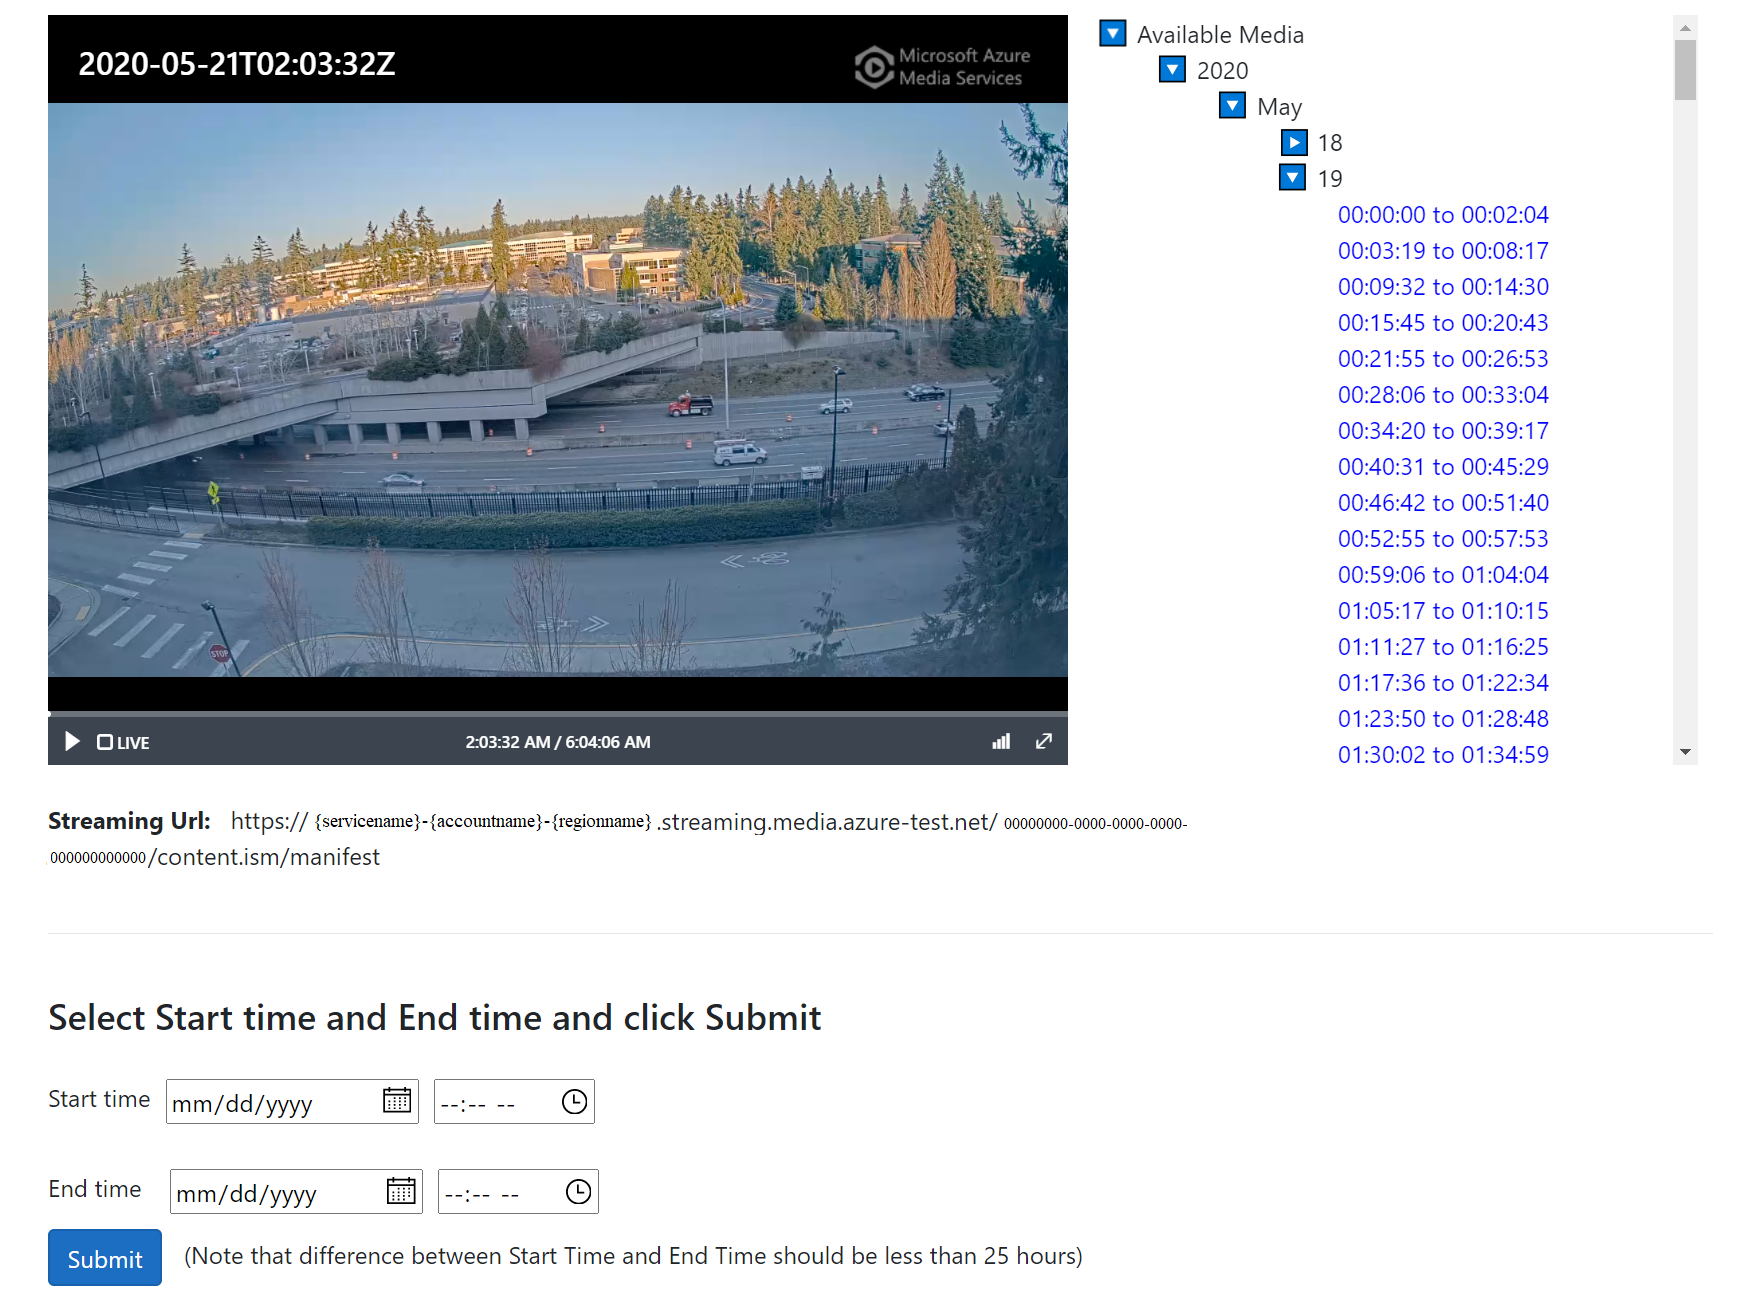 2020-05-21T02:03:32Z
Microsoft Azure
Media Services
STOP
LIVE
2:03:32 AM / 6:04:06 AM
Available Media
2020
May
18
19
00:00:00 to 00:02:04
00:03:19 to 00:08:17
00:09:32 to 00:14:30
00:15:45 to 00:20:43
00:21:55 to 00:26:53
00:28:06 to 00:33:04
00:34:20 to 00:39:17
00:40:31 to 00:45:29
00:46:42 to 00:51:40
00:52:55 to 00:57:53
00:59:06 to 01:04:04
01:05:17 to 01:10:15
01:11:27 to 01:16:25
01:17:36 to 01:22:34
01:23:50 to 01:28:48
01:30:02 to 01:34:59
Streaming Url: https:// {servicename}-{accountname}-{regionname} .streaming.media.azure-test.net/ 00000000-0000-0000-0000-
000000000000/content.ism/manifest
Select Start time and End time and click Submit
Start time mm/dd/yyyy --:-- --
End time mm/dd/yyyy --:-- --
Submit (Note that difference between Start Time and End Time should be less than 25 hours)